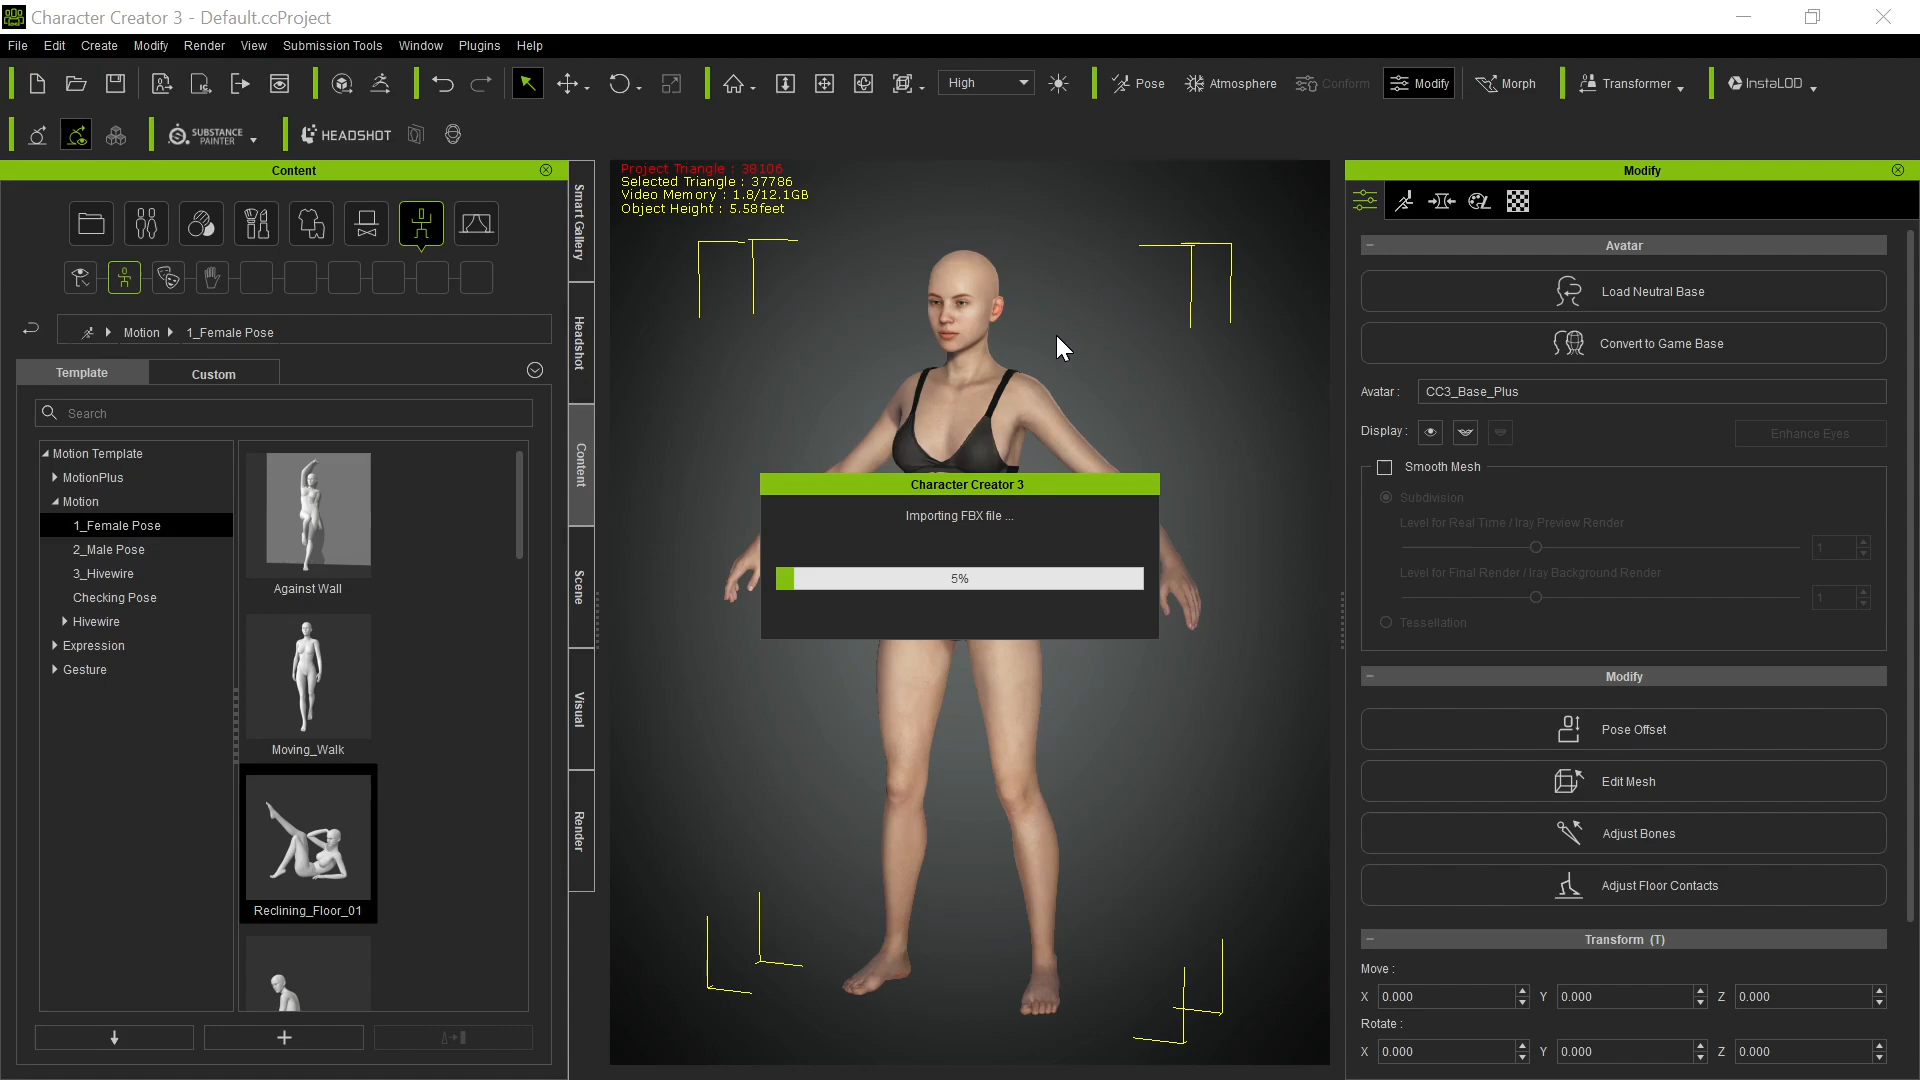 Character Creator 3 - Default.ccProject
File Edit Create Modify Render View Submission Tools Window Plugins Help
High Pose Atmosphere Conform Modify Morph Transformer InstaLOD
SUBSTANCE PAINTER HEADSHOT
Content
Motion 1_Female Pose
Template Custom
Search
Motion Template
MotionPlus
Motion
1_Female Pose
2_Male Pose
3_Hivewire
Checking Pose
Hivewire
Expression
Gesture
Against Wall
Moving_Walk
Reclining_Floor_01
Smart Gallery
Headshot
Content
Scene
Visual
Render
Project Triangle : 38106
Selected Triangle : 37786
Video Memory : 1.8/12.1GB
Object Height : 5.58feet
Character Creator 3
Importing FBX file ...
5%
Modify
Avatar
Load Neutral Base
Convert to Game Base
Avatar : CC3_Base_Plus
Display : Enhance Eyes
Smooth Mesh
Subdivision
Level for Real Time / Iray Preview Render
1
Level for Final Render / Iray Background Render
1
Tessellation
Modify
Pose Offset
Edit Mesh
Adjust Bones
Adjust Floor Contacts
Transform (T)
Move :
X 0.000 Y 0.000 Z 0.000
Rotate :
X 0.000 Y 0.000 Z 0.000